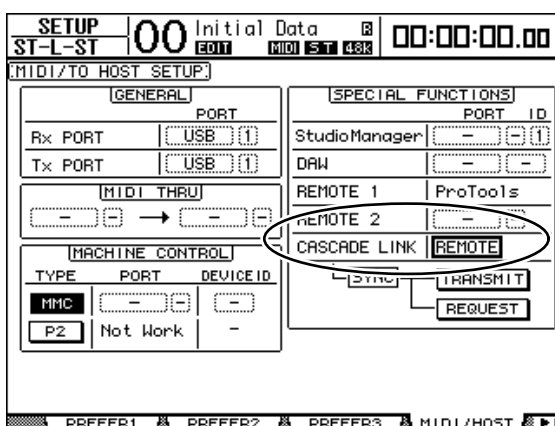 SETUP
ST-L-ST
00
Initial Data
EDIT
MIDI ST 48K
00:00:00.00
MIDI/TO HOST SETUP
GENERAL
PORT
Rx PORT USB 1
Tx PORT USB 1
MIDI THRU
- - → - -
MACHINE CONTROL
TYPE PORT DEVICE ID
MMC - - -
P2 Not Work -
SPECIAL FUNCTIONS
PORT ID
StudioManager - - 1
DAW - -
REMOTE 1 ProTools
REMOTE 2 - -
CASCADE LINK REMOTE
SYNC TRANSMIT
REQUEST
PREFER1 PREFER2 PREFER3 MIDI/HOST